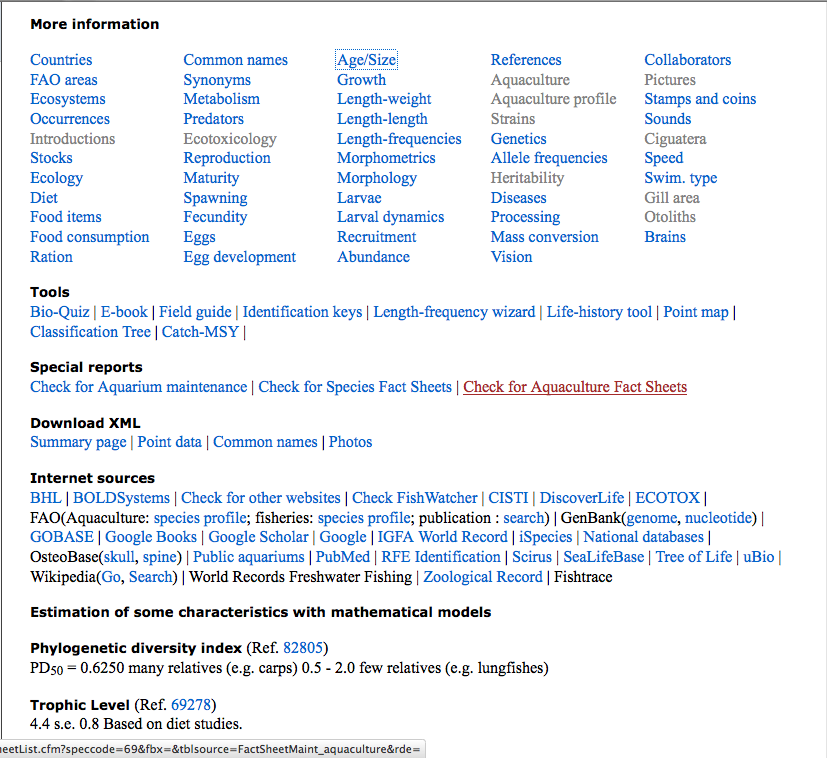 More information
Countries Common names Age/Size References Collaborators
FAO areas Synonyms Growth Aquaculture Pictures
Ecosystems Metabolism Length-weight Aquaculture profile Stamps and coins
Occurrences Predators Length-length Strains Sounds
Introductions Ecotoxicology Length-frequencies Genetics Ciguatera
Stocks Reproduction Morphometrics Allele frequencies Speed
Ecology Maturity Morphology Heritability Swim. type
Diet Spawning Larvae Diseases Gill area
Food items Fecundity Larval dynamics Processing Otoliths
Food consumption Eggs Recruitment Mass conversion Brains
Ration Egg development Abundance Vision
Tools
Bio-Quiz | E-book | Field guide | Identification keys | Length-frequency wizard | Life-history tool | Point map |
Classification Tree | Catch-MSY |
Special reports
Check for Aquarium maintenance | Check for Species Fact Sheets | Check for Aquaculture Fact Sheets
Download XML
Summary page | Point data | Common names | Photos
Internet sources
BHL | BOLDSystems | Check for other websites | Check FishWatcher | CISTI | DiscoverLife | ECOTOX |
FAO(Aquaculture: species profile; fisheries: species profile; publication : search) | GenBank(genome, nucleotide) |
GOBASE | Google Books | Google Scholar | Google | IGFA World Record | iSpecies | National databases |
OsteoBase(skull, spine) | Public aquariums | PubMed | RFE Identification | Scirus | SeaLifeBase | Tree of Life | uBio |
Wikipedia(Go, Search) | World Records Freshwater Fishing | Zoological Record | Fishtrace
Estimation of some characteristics with mathematical models
Phylogenetic diversity index (Ref. 82805)
PD50 = 0.6250 many relatives (e.g. carps) 0.5 - 2.0 few relatives (e.g. lungfishes)
Trophic Level (Ref. 69278)
4.4 s.e. 0.8 Based on diet studies.
eetList.cfm?speccode=69&fbx=&tblsource=FactSheetMaint_aquaculture&rde=